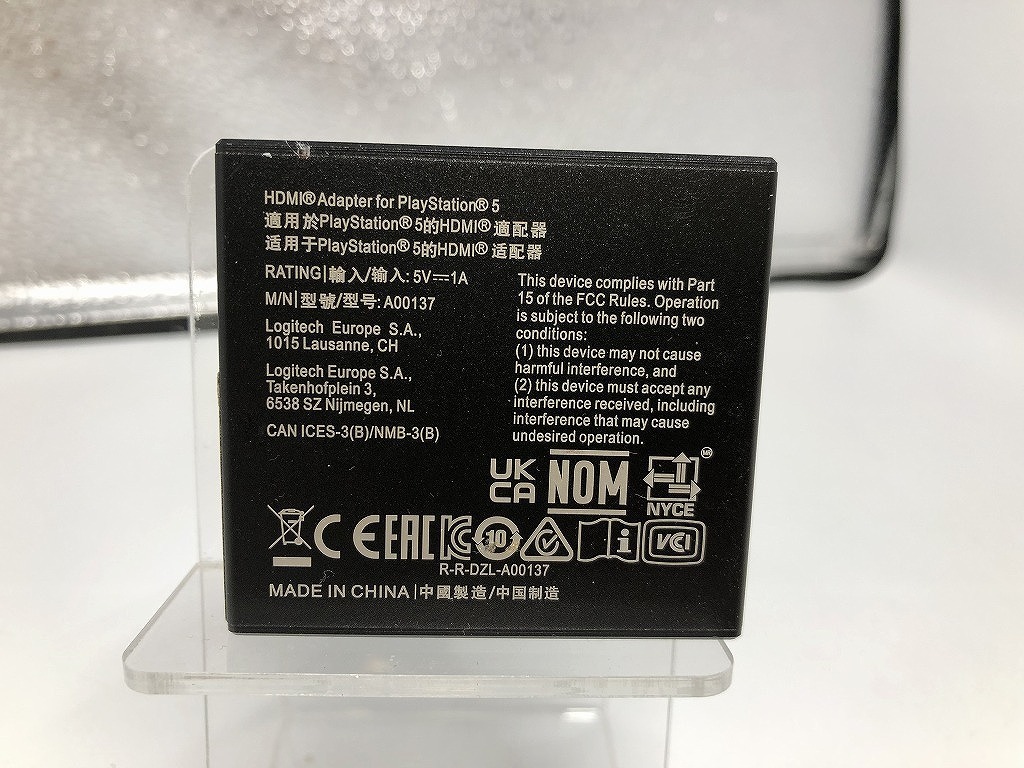 HDMI® Adapter for PlayStation® 5
適用於PlayStation® 5的HDMI® 適配器
适用于PlayStation® 5的HDMI® 适配器
RATING|輸入/输入: 5V⎓1A
M/N|型號/型号: A00137
Logitech Europe S.A.,
1015 Lausanne, CH
Logitech Europe S.A.,
Takenhofplein 3,
6538 SZ Nijmegen, NL
CAN ICES-3(B)/NMB-3(B)
This device complies with Part
15 of the FCC Rules. Operation
is subject to the following two
conditions:
(1) this device may not cause
harmful interference, and
(2) this device must accept any
interference received, including
interference that may cause
undesired operation.
UK
CA
NOM
MR
NYCE
CE EAC KC 10 i VCI
R-R-DZL-A00137
MADE IN CHINA|中國製造/中国制造